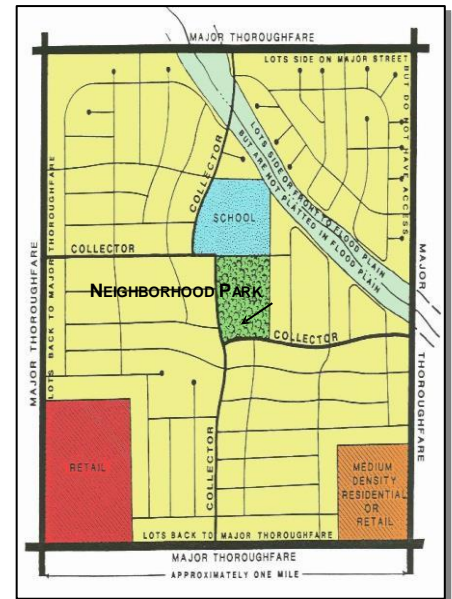 MAJOR THOROUGHFARE
LOTS SIDE ON MAJOR STREET
BUT DO NOT HAVE ACCESS
LOTS SIDE OR FRONT TO FLOOD PLAIN
BUT ARE NOT PLATTED IN FLOOD PLAIN
COLLECTOR
SCHOOL
COLLECTOR
NEIGHBORHOOD PARK
COLLECTOR
MAJOR THOROUGHFARE
LOTS BACK TO MAJOR THOROUGHFARE
MAJOR THOROUGHFARE
RETAIL
COLLECTOR
MEDIUM
DENSITY
RESIDENTIAL
OR
RETAIL
LOTS BACK TO MAJOR THOROUGHFARE
MAJOR THOROUGHFARE
APPROXIMATELY ONE MILE